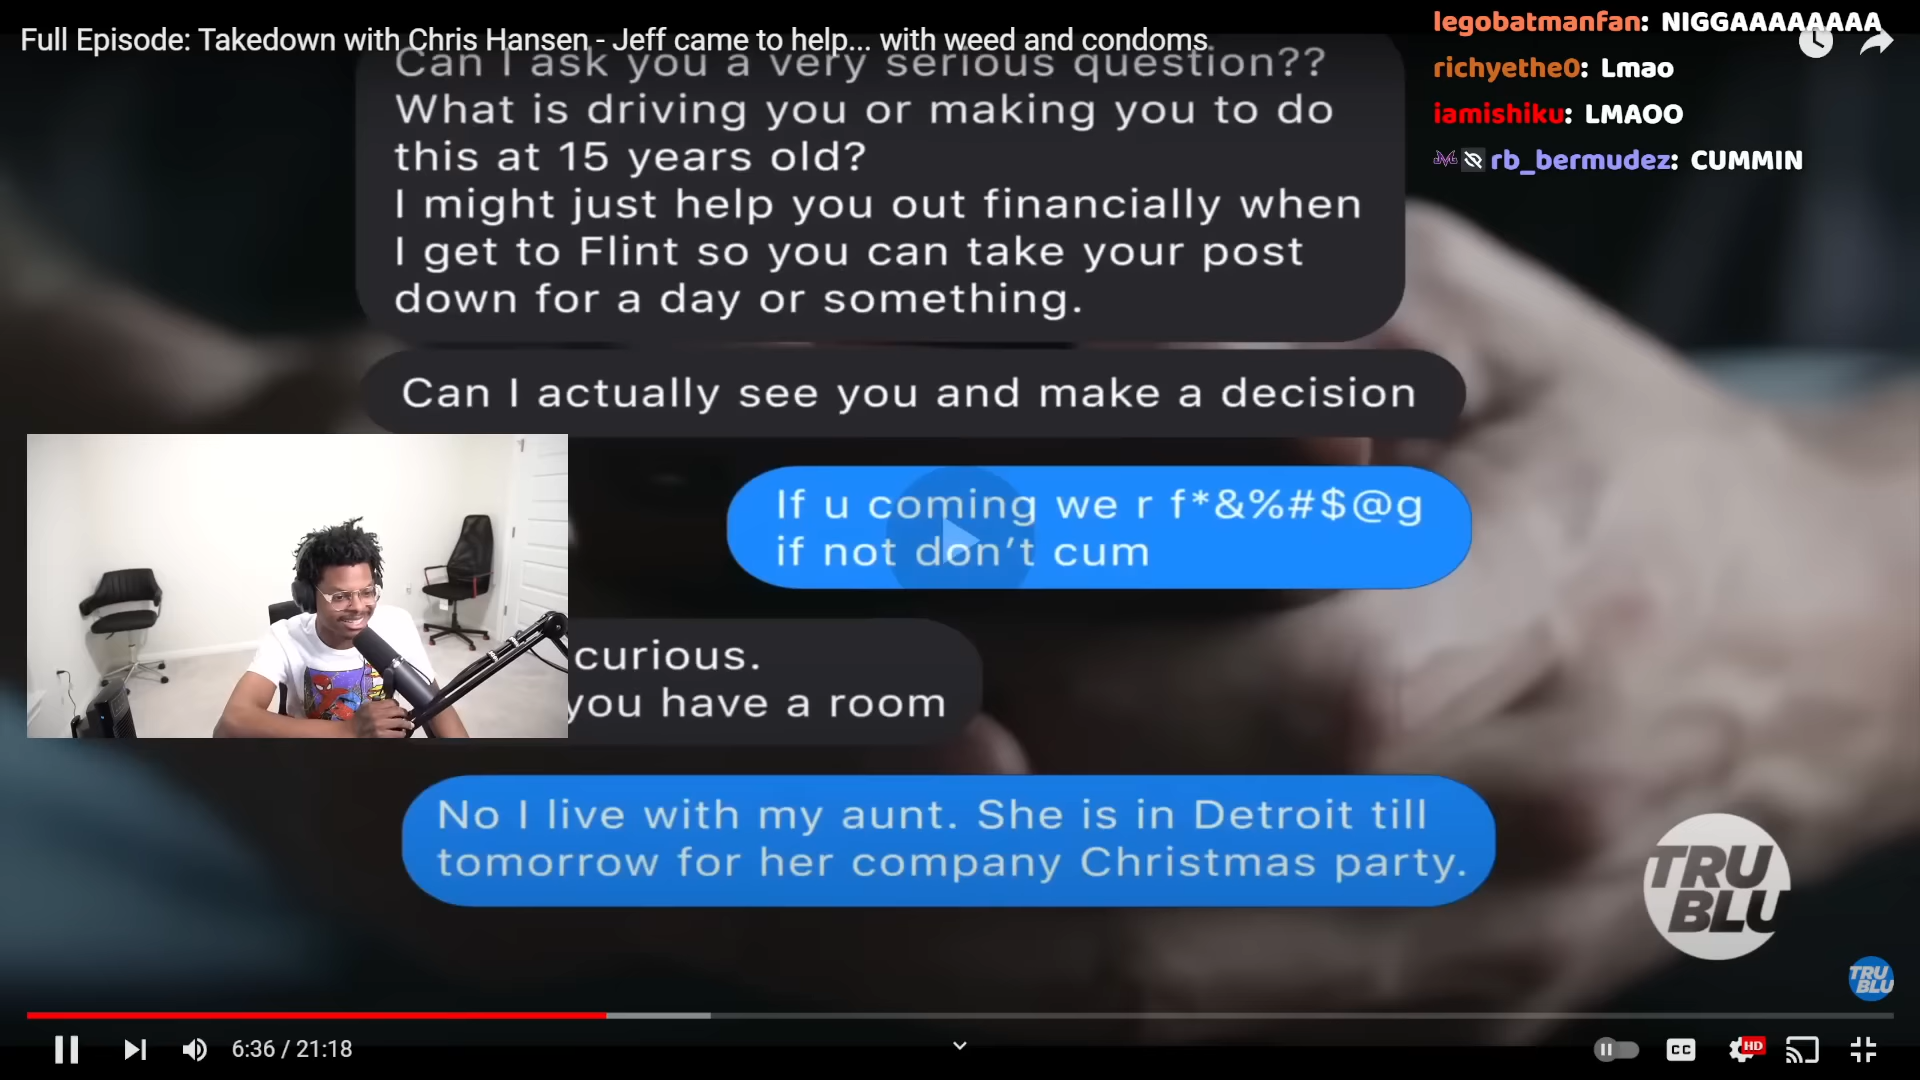 Full Episode: Takedown with Chris Hansen - Jeff came to help... with weed and condoms
legobatmanfan: NIGGAAAAAAAA
richyethe0: Lmao
iamishiku: LMAOO
rb_bermudez: CUMMIN
Can I ask you a very serious question??
What is driving you or making you to do
this at 15 years old?
I might just help you out financially when
I get to Flint so you can take your post
down for a day or something.
Can I actually see you and make a decision
If u coming we r f*&%#$@g
if not don't cum
curious.
you have a room
No I live with my aunt. She is in Detroit till
tomorrow for her company Christmas party.
TRU
BLU
TRU
BLU
6:36 / 21:18
CC
HD